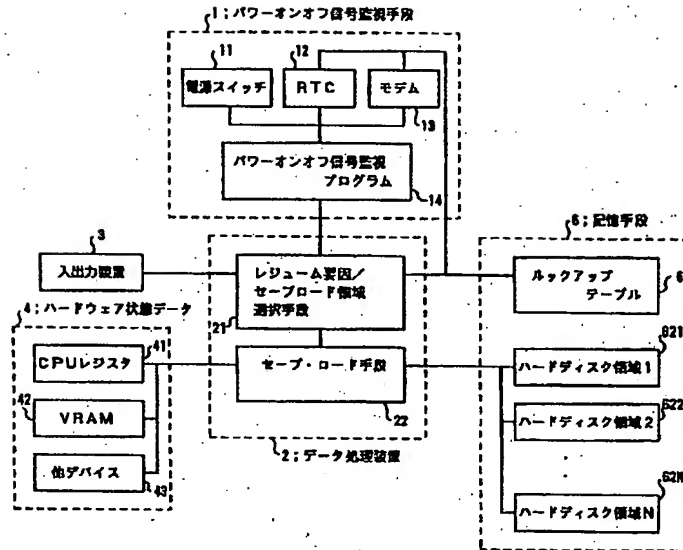 1；パワーオンオフ信号監視手段
11
12
電源スイッチ
RTC
モデム
13
パワーオンオフ信号監視
プログラム
14
3
入出力装置
4；ハードウェア状態データ
41
CPUレジスタ
42
VRAM
他デバイス
43
レジューム要因／
セーブロード領域
選択手段
21
セーブ・ロード手段
22
2；データ処理装置
6；記憶手段
ルックアップ
テーブル
6
621
ハードディスク領域1
622
ハードディスク領域2
62N
ハードディスク領域N